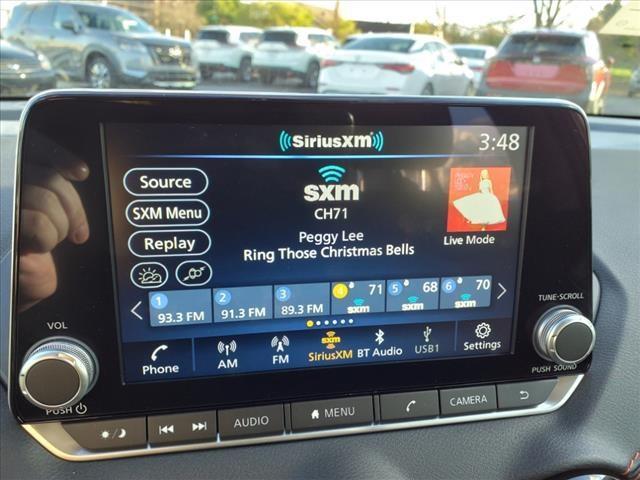 SiriusXM
3:48
Source
SXM Menu
Replay
sxm
CH71
Peggy Lee
Ring Those Christmas Bells
Live Mode
1 93.3 FM
2 91.3 FM
3 89.3 FM
4 71 sxm
5 68 sxm
6 70 sxm
Phone
AM
FM
SiriusXM
BT Audio
USB1
Settings
VOL
PUSH
TUNE-SCROLL
PUSH SOUND
AUDIO
MENU
CAMERA